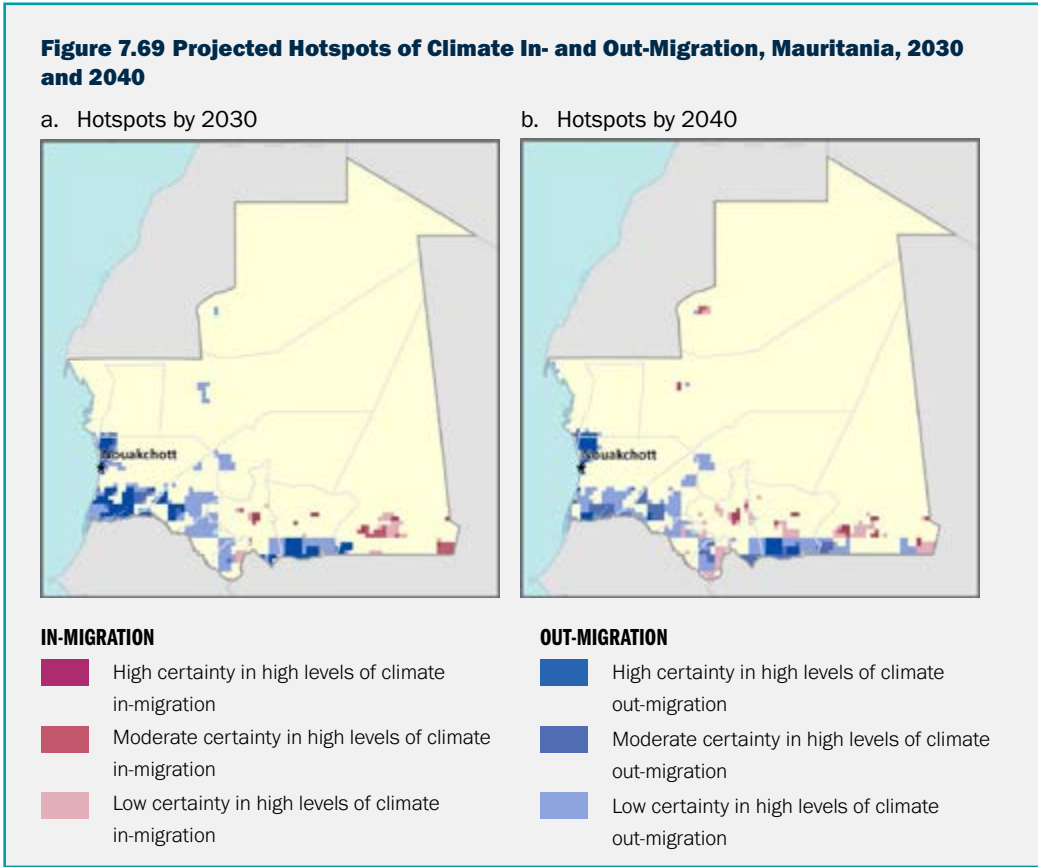 Figure 7.69 Projected Hotspots of Climate In- and Out-Migration, Mauritania, 2030
and 2040
a. Hotspots by 2030
b. Hotspots by 2040
Nouakchott
Nouakchott
IN-MIGRATION
High certainty in high levels of climate
in-migration
Moderate certainty in high levels of climate
in-migration
Low certainty in high levels of climate
in-migration
OUT-MIGRATION
High certainty in high levels of climate
out-migration
Moderate certainty in high levels of climate
out-migration
Low certainty in high levels of climate
out-migration